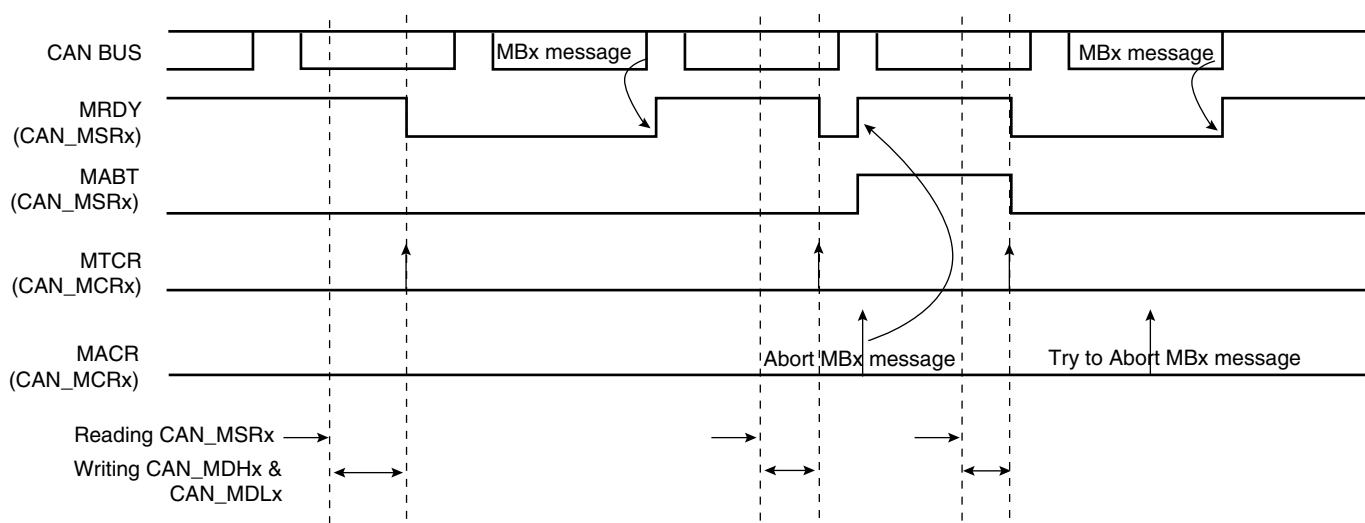 CAN BUS
MBx message
MBx message
MRDY
(CAN_MSRx)
MABT
(CAN_MSRx)
MTCR
(CAN_MCRx)
MACR
(CAN_MCRx)
Abort MBx message
Try to Abort MBx message
Reading CAN_MSRx
Writing CAN_MDHx &
CAN_MDLx